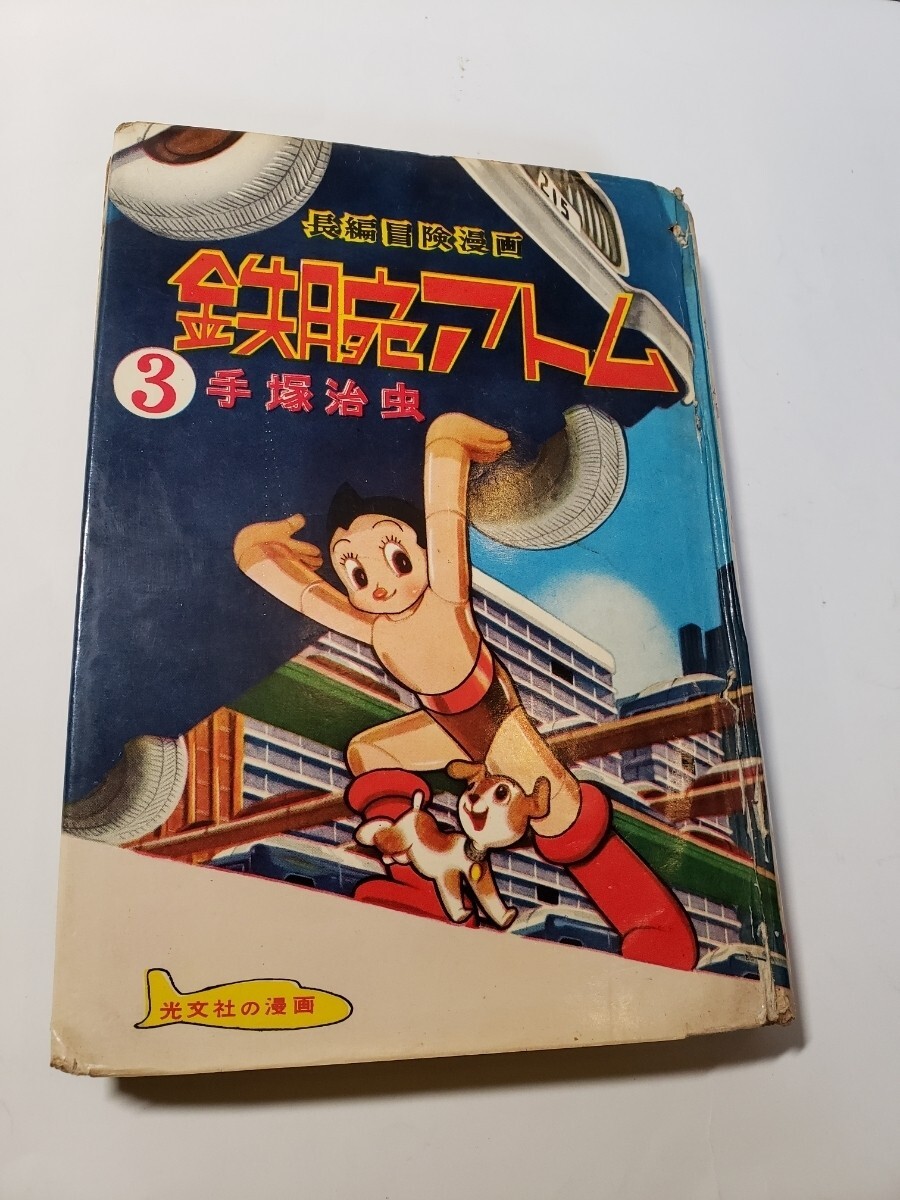 215
長編冒険漫画
鉄腕アトム
3 手塚治虫
光文社の漫画